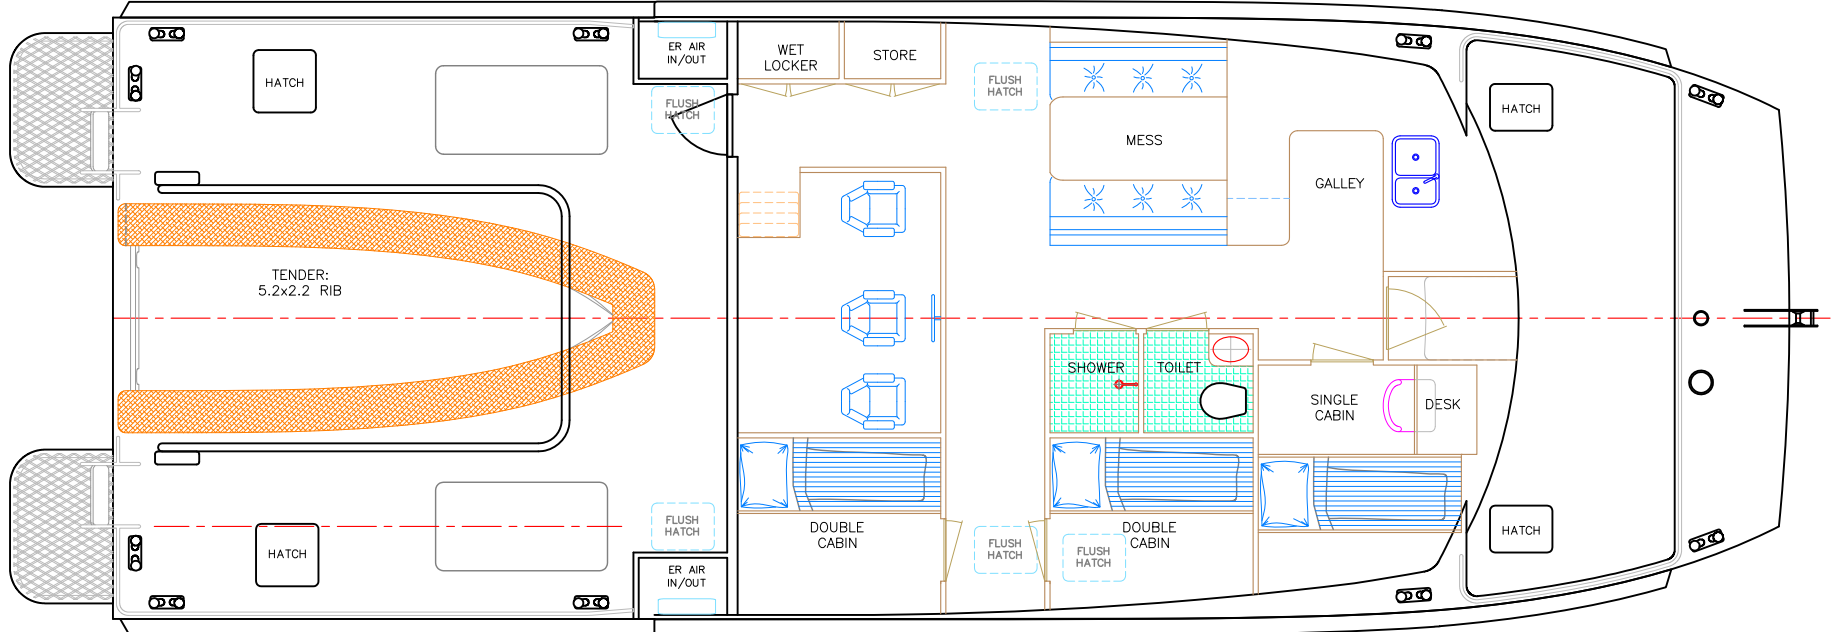 ER AIR
IN/OUT
WET
LOCKER
STORE
HATCH
FLUSH
HATCH
FLUSH
HATCH
HATCH
MESS
GALLEY
TENDER:
5.2x2.2 RIB
SHOWER
TOILET
SINGLE
CABIN
DESK
FLUSH
HATCH
DOUBLE
CABIN
FLUSH
HATCH
FLUSH
HATCH
DOUBLE
CABIN
HATCH
HATCH
ER AIR
IN/OUT